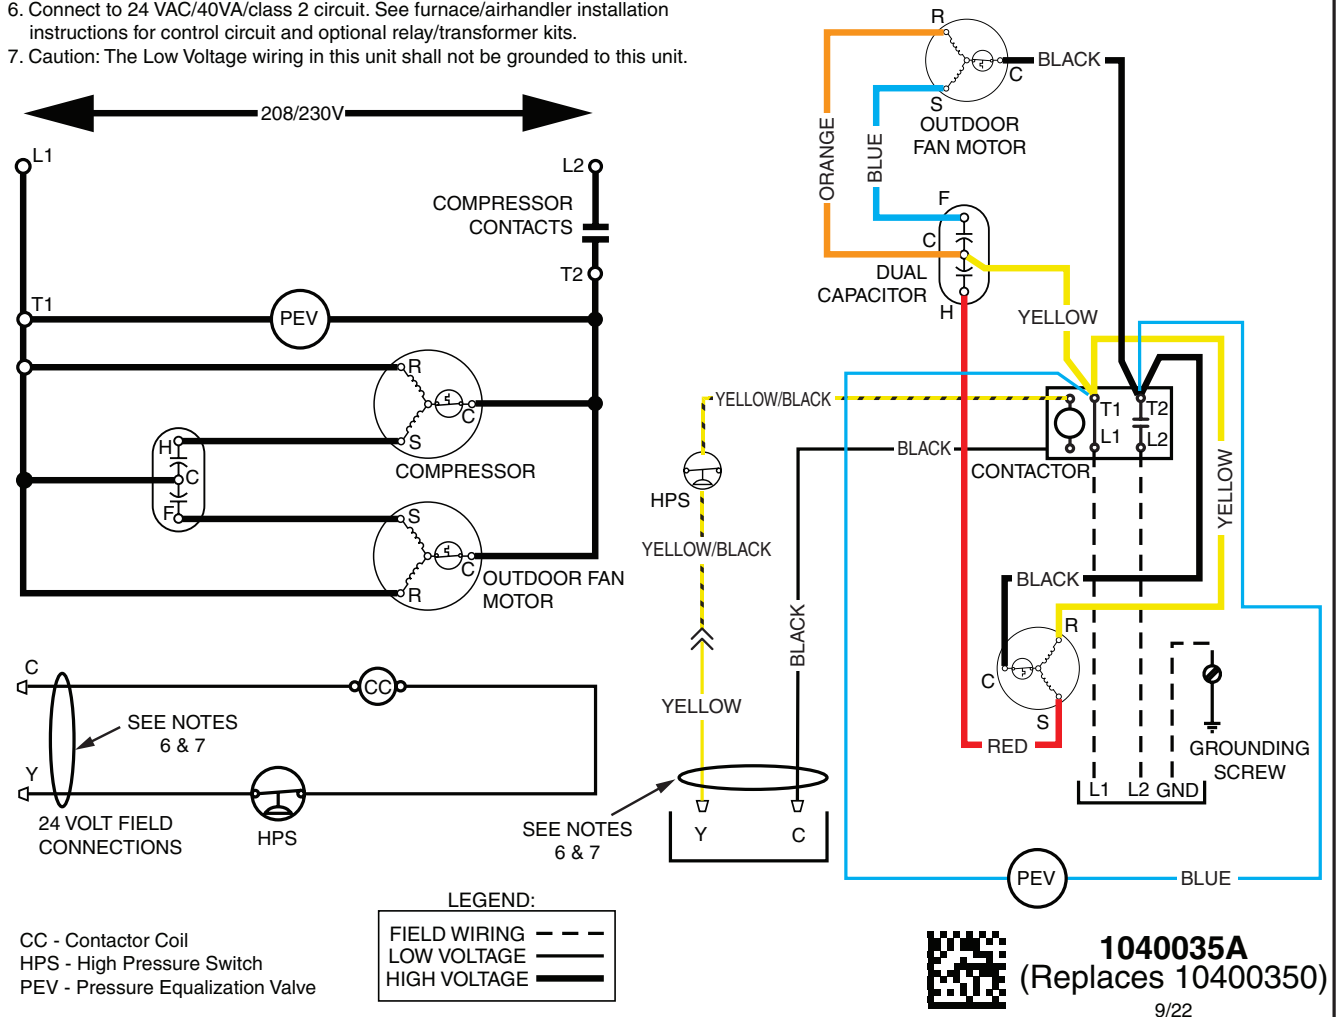 6. Connect to 24 VAC/40VA/class 2 circuit. See furnace/airhandler installation
instructions for control circuit and optional relay/transformer kits.
7. Caution: The Low Voltage wiring in this unit shall not be grounded to this unit.
208/230V
L1
L2
COMPRESSOR
CONTACTS
T2
T1
PEV
R
C
S
COMPRESSOR
H
C
F
S
C
R
OUTDOOR FAN
MOTOR
C
CC
SEE NOTES
6 & 7
Y
24 VOLT FIELD
CONNECTIONS
HPS
R
C
BLACK
S
OUTDOOR
FAN MOTOR
ORANGE
BLUE
F
C
DUAL
CAPACITOR
H
YELLOW
YELLOW/BLACK
T1
T2
L1
L2
BLACK
CONTACTOR
HPS
YELLOW
YELLOW/BLACK
BLACK
BLACK
R
C
S
YELLOW
RED
GROUNDING
SCREW
L1 L2 GND
SEE NOTES
6 & 7
Y
C
PEV
BLUE
LEGEND:
FIELD WIRING
LOW VOLTAGE
HIGH VOLTAGE
CC - Contactor Coil
HPS - High Pressure Switch
PEV - Pressure Equalization Valve
1040035A
(Replaces 10400350)
9/22